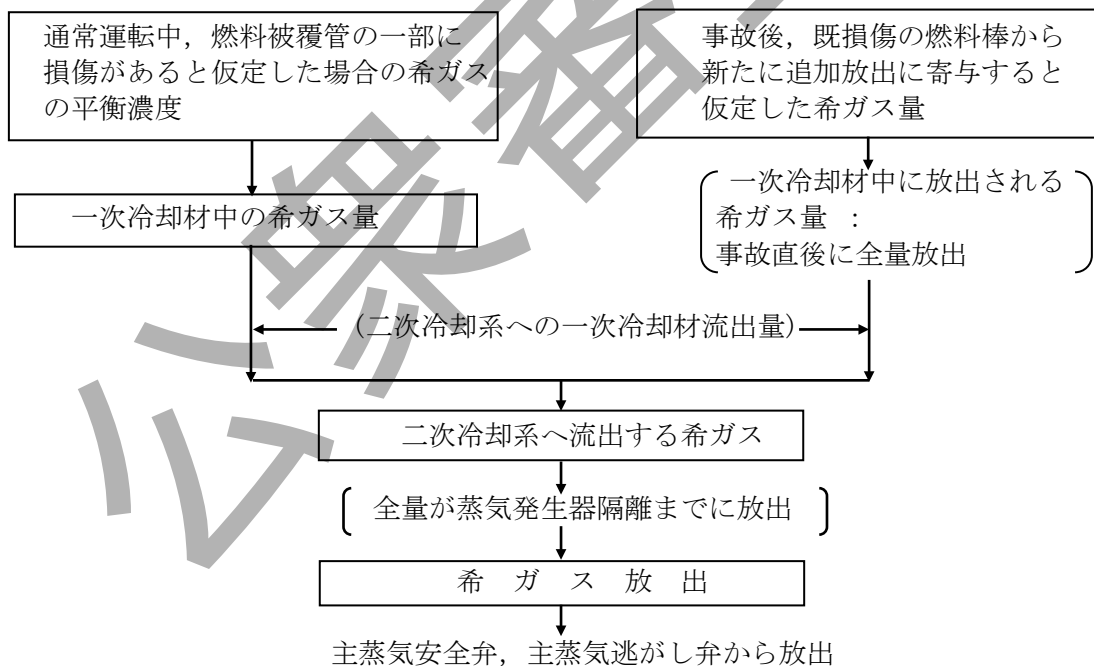 通常運転中，燃料被覆管の一部に
損傷があると仮定した場合の希ガス
の平衡濃度
事故後，既損傷の燃料棒から
新たに追加放出に寄与すると
仮定した希ガス量
一次冷却材中の希ガス量
一次冷却材中に放出される
希ガス量 ：
事故直後に全量放出
(二次冷却系への一次冷却材流出量)
二次冷却系へ流出する希ガス
全量が蒸気発生器隔離までに放出
希 ガ ス 放 出
主蒸気安全弁，主蒸気逃がし弁から放出